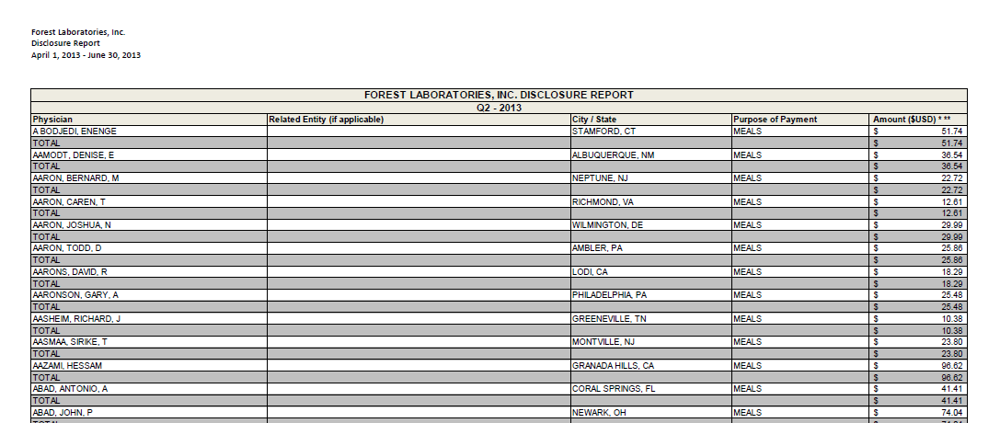 Forest Laboratories, Inc.
Disclosure Report
April 1, 2013 - June 30, 2013
FOREST LABORATORIES, INC. DISCLOSURE REPORT
Q2 - 2013
Physician Related Entity (if applicable) City / State Purpose of Payment Amount ($USD) * **
A BODJEDI, ENENGE STAMFORD, CT MEALS $ 51.74
TOTAL $ 51.74
AAMODT, DENISE, E ALBUQUERQUE, NM MEALS $ 36.54
TOTAL $ 36.54
AARON, BERNARD, M NEPTUNE, NJ MEALS $ 22.72
TOTAL $ 22.72
AARON, CAREN, T RICHMOND, VA MEALS $ 12.61
TOTAL $ 12.61
AARON, JOSHUA, N WILMINGTON, DE MEALS $ 29.99
TOTAL $ 29.99
AARON, TODD, D AMBLER, PA MEALS $ 25.86
TOTAL $ 25.86
AARONS, DAVID, R LODI, CA MEALS $ 18.29
TOTAL $ 18.29
AARONSON, GARY, A PHILADELPHIA, PA MEALS $ 25.48
TOTAL $ 25.48
AASHEIM, RICHARD, J GREENEVILLE, TN MEALS $ 10.38
TOTAL $ 10.38
AASMAA, SIRIKE, T MONTVILLE, NJ MEALS $ 23.80
TOTAL $ 23.80
AAZAMI, HESSAM GRANADA HILLS, CA MEALS $ 96.62
TOTAL $ 96.62
ABAD, ANTONIO, A CORAL SPRINGS, FL MEALS $ 41.41
TOTAL $ 41.41
ABAD, JOHN, P NEWARK, OH MEALS $ 74.04